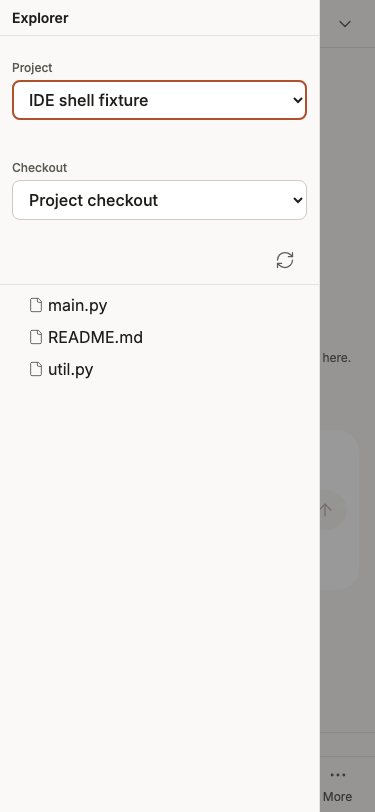 Explorer
Project
IDE shell fixture
Checkout
Project checkout
main.py
README.md
util.py
here.
More